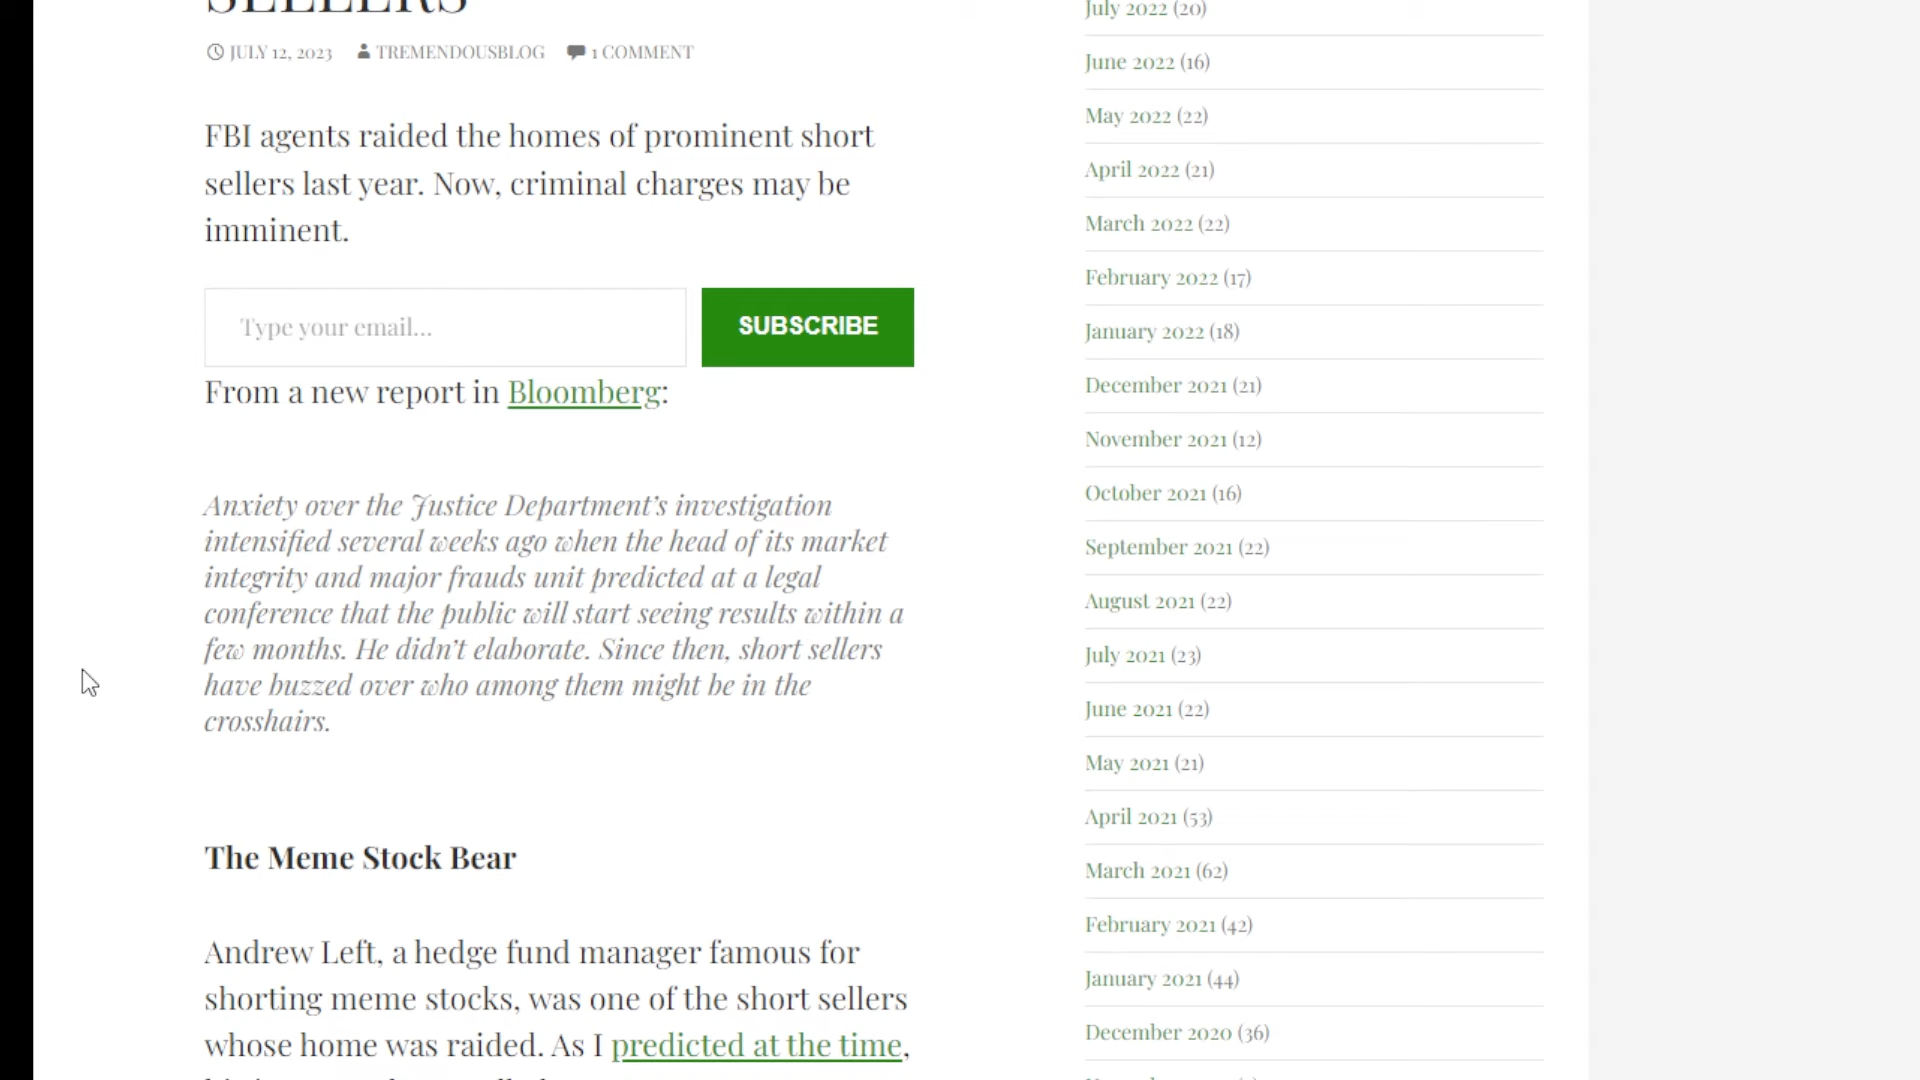 SELLERS
JULY 12, 2023 TREMENDOUSBLOG 1 COMMENT
FBI agents raided the homes of prominent short
sellers last year. Now, criminal charges may be
imminent.
Type your email...
SUBSCRIBE
From a new report in Bloomberg:
Anxiety over the Justice Department’s investigation
intensified several weeks ago when the head of its market
integrity and major frauds unit predicted at a legal
conference that the public will start seeing results within a
few months. He didn’t elaborate. Since then, short sellers
have buzzed over who among them might be in the
crosshairs.
The Meme Stock Bear
Andrew Left, a hedge fund manager famous for
shorting meme stocks, was one of the short sellers
whose home was raided. As I predicted at the time,
July 2022 (20)
June 2022 (16)
May 2022 (22)
April 2022 (21)
March 2022 (22)
February 2022 (17)
January 2022 (18)
December 2021 (21)
November 2021 (12)
October 2021 (16)
September 2021 (22)
August 2021 (22)
July 2021 (23)
June 2021 (22)
May 2021 (21)
April 2021 (53)
March 2021 (62)
February 2021 (42)
January 2021 (44)
December 2020 (36)